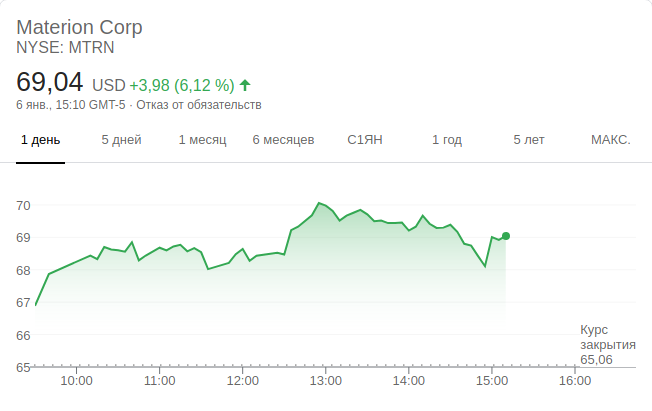 Materion Corp
NYSE: MTRN
69,04 USD +3,98 (6,12 %)
6 янв., 15:10 GMT-5 · Отказ от обязательств
1 день 5 дней 1 месяц 6 месяцев С1ЯН 1 год 5 лет МАКС.
70
69
68
67
66
Курс
закрытия
65,06
65
10:00 11:00 12:00 13:00 14:00 15:00 16:00